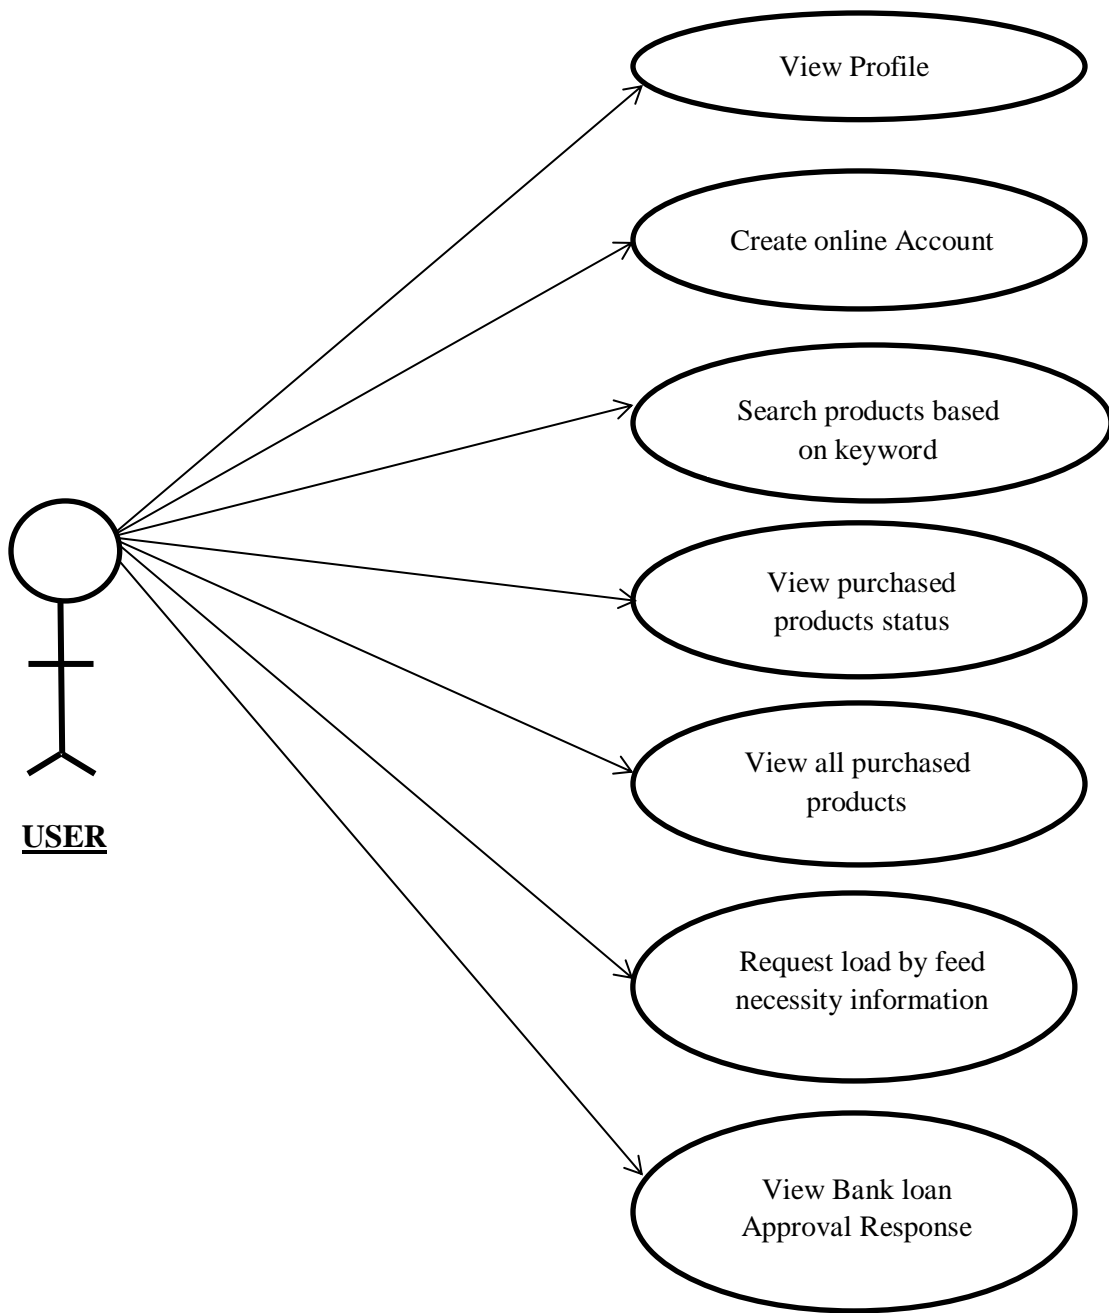 View Profile
Create online Account
Search products based
on keyword
View purchased
products status
View all purchased
products
USER
Request load by feed
necessity information
View Bank loan
Approval Response